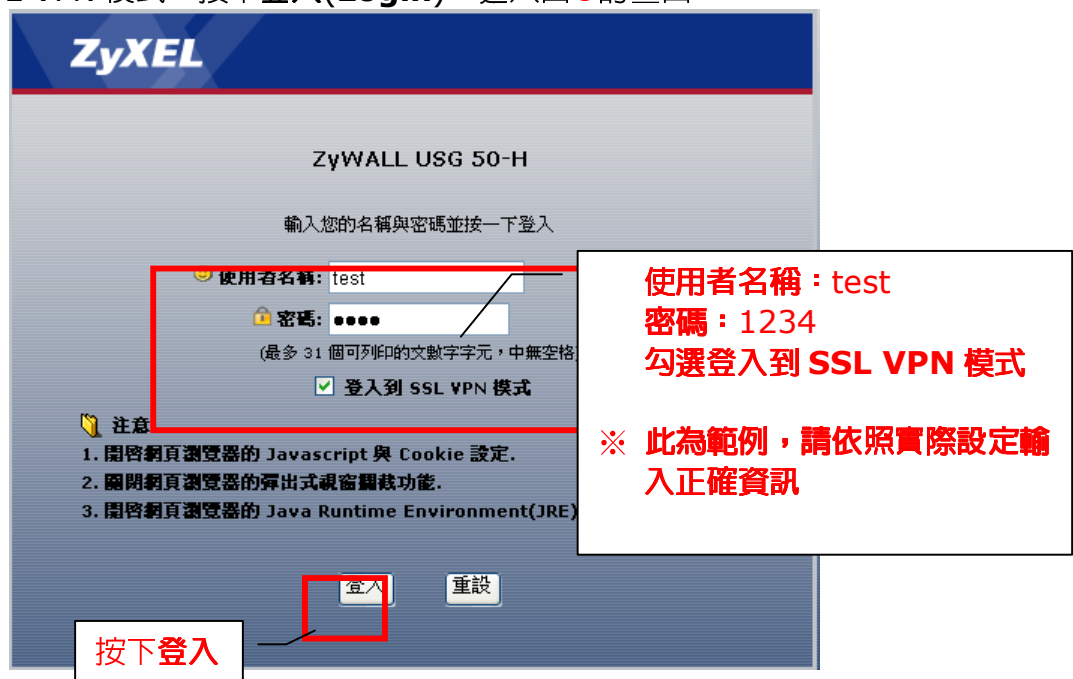 ZyXEL
ZyWALL USG 50-H
輸入您的名稱與密碼並按一下登入
使用者名稱: test
密碼: ●●●●
(最多 31 個可列印的文數字字元，中無空格
登入到 SSL VPN 模式
注意
1. 開啓網頁瀏覽器的 Javascript 與 Cookie 設定.
2. 關閉網頁瀏覽器的彈出式視窗攔截功能.
3. 開啓網頁瀏覽器的 Java Runtime Environment(JRE)
登入 重設
使用者名稱：test
密碼：1234
勾選登入到 SSL VPN 模式
※ 此為範例，請依照實際設定輸
入正確資訊
按下登入